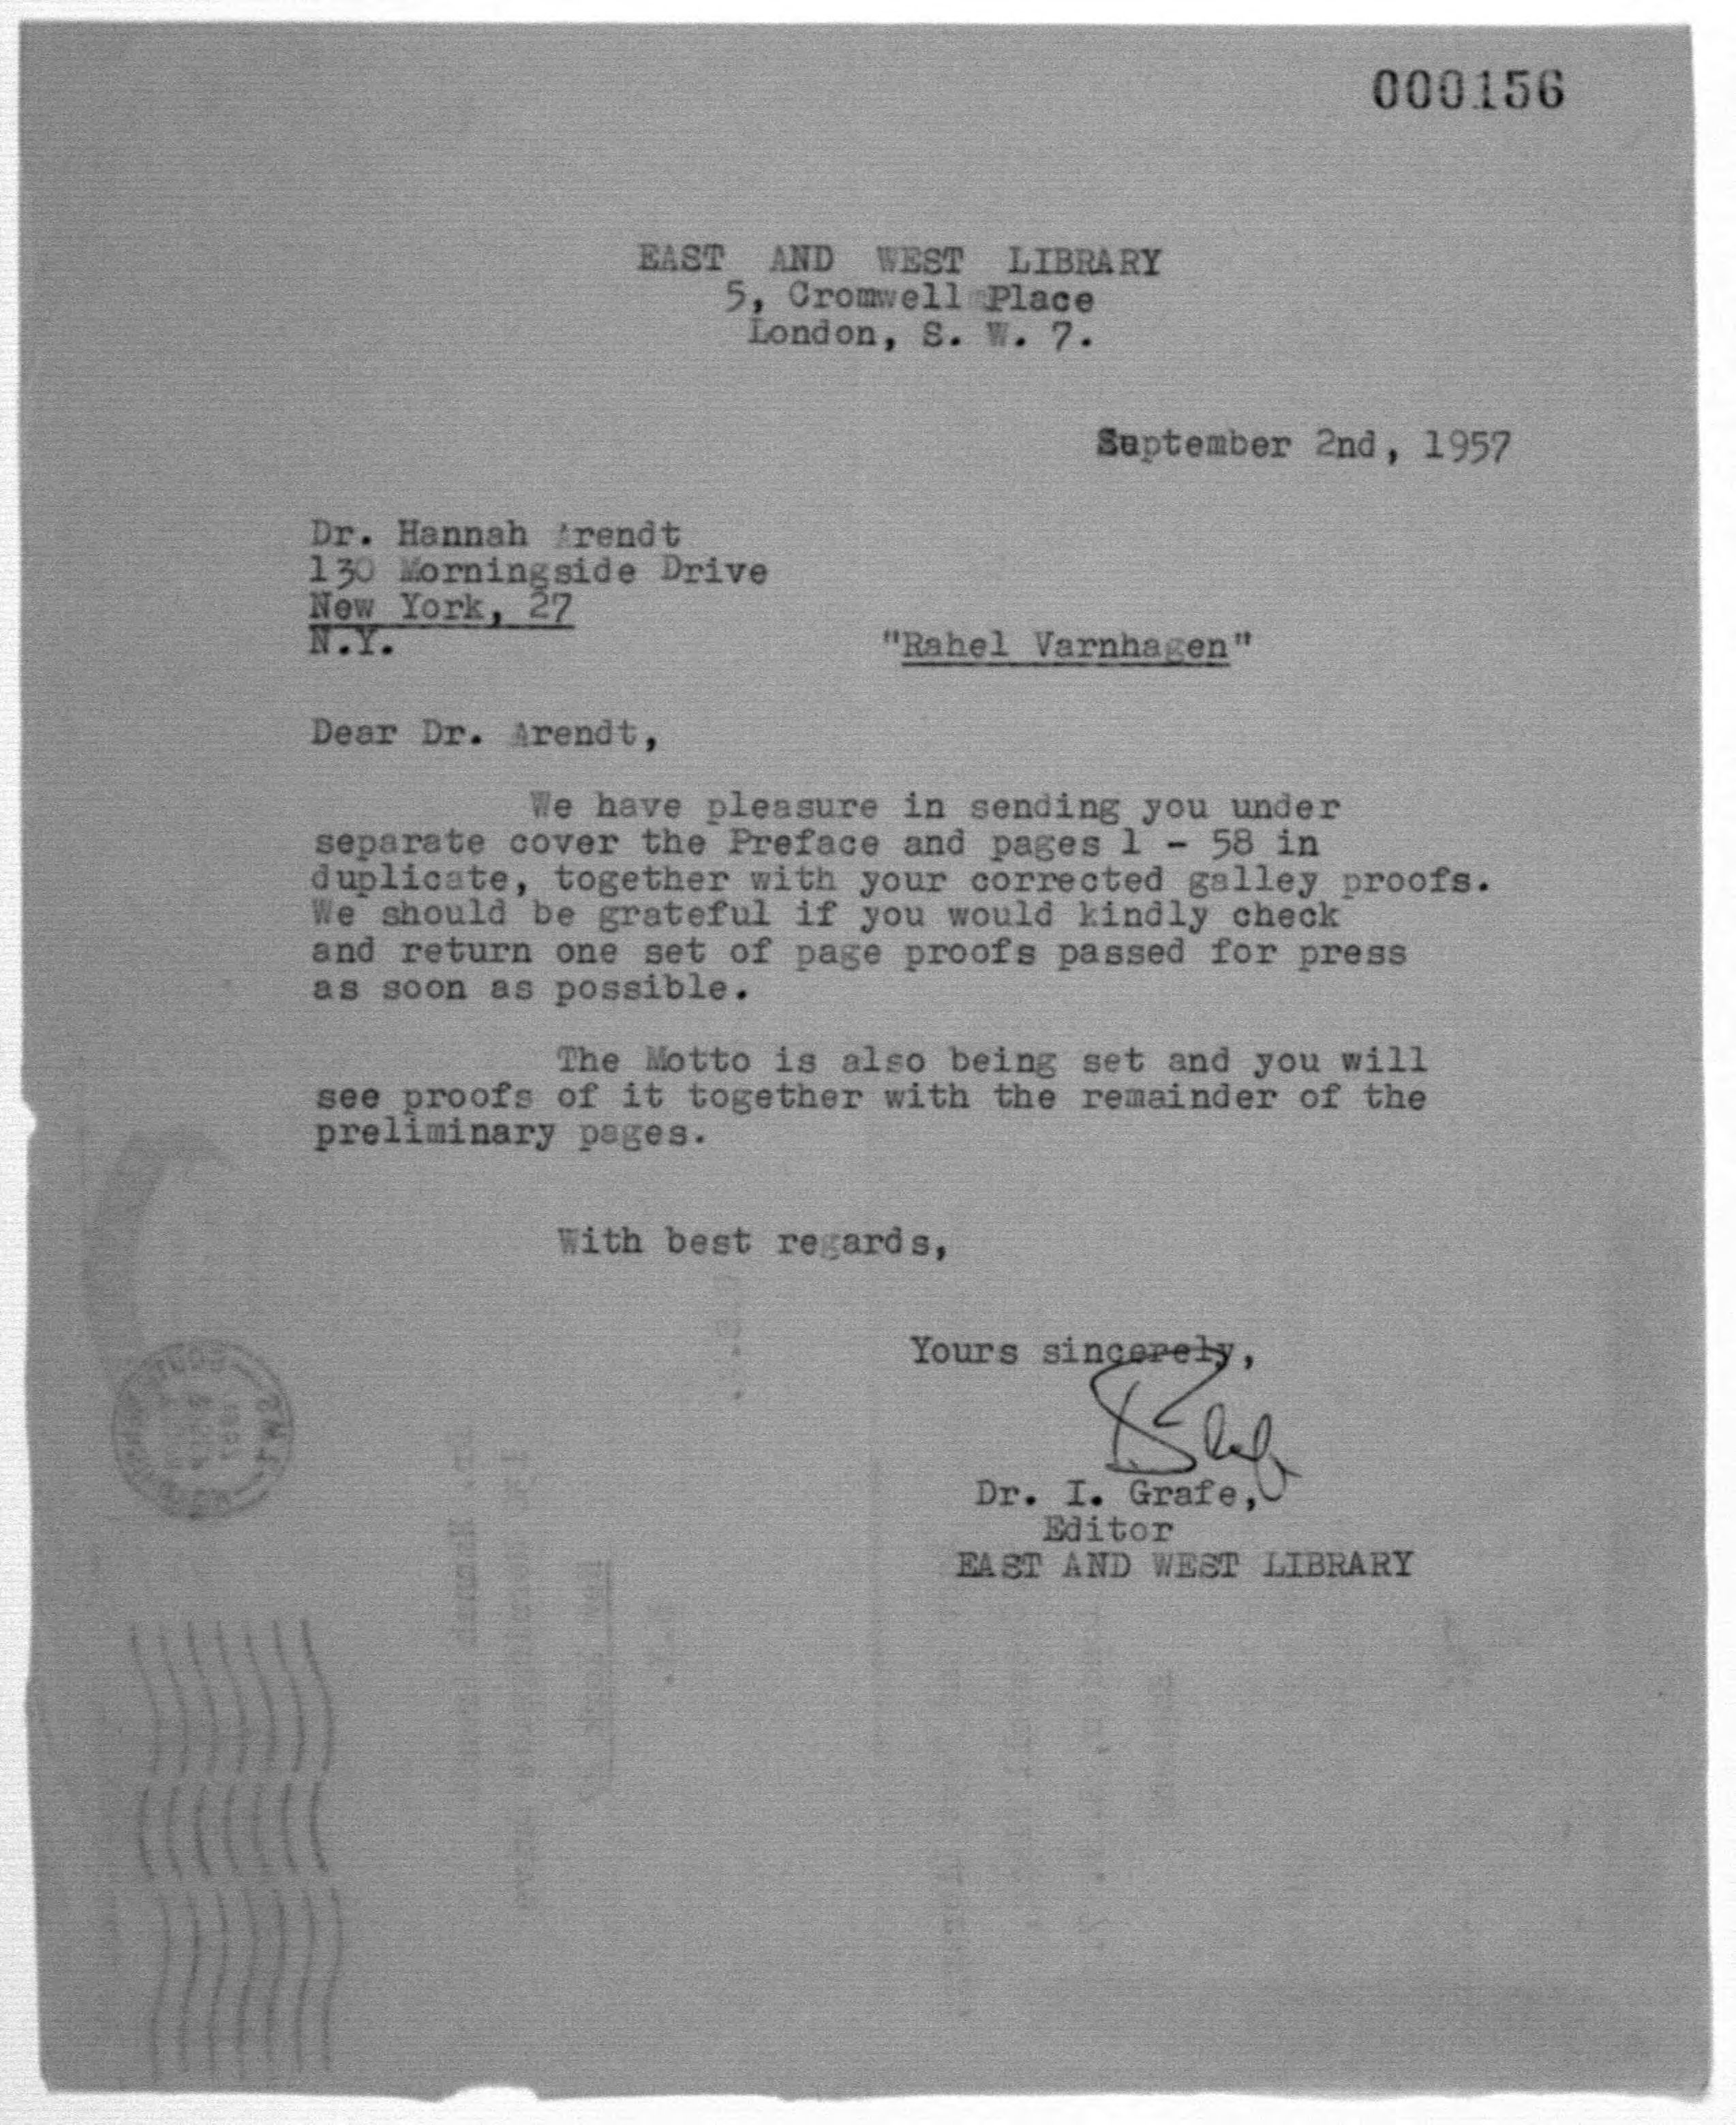 000156
EAST AND WEST LIBRARY
5, Cromwell Place
London, S. W. 7.
September 2nd, 1957
Dr. Hannah Arendt
130 Morningside Drive
New York, 27
N.Y.
"Rahel Varnhagen"
Dear Dr. Arendt,
We have pleasure in sending you under
separate cover the Preface and pages 1 - 58 in
duplicate, together with your corrected galley proofs.
We should be grateful if you would kindly check
and return one set of page proofs passed for press
as soon as possible.
The Motto is also being set and you will
see proofs of it together with the remainder of the
preliminary pages.
With best regards,
Yours sincerely,
Dr. I. Grafe,
Editor
EAST AND WEST LIBRARY